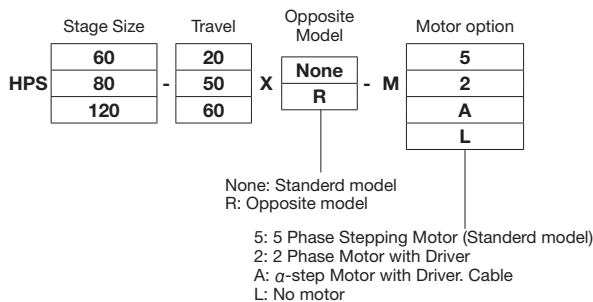 Stage Size Travel Opposite Model Motor option
60 20 None 5
HPS 80 - 50 X R - M 2
120 60 A
L
None: Standerd model
R: Opposite model
5: 5 Phase Stepping Motor (Standerd model)
2: 2 Phase Motor with Driver
A: α-step Motor with Driver. Cable
L: No motor